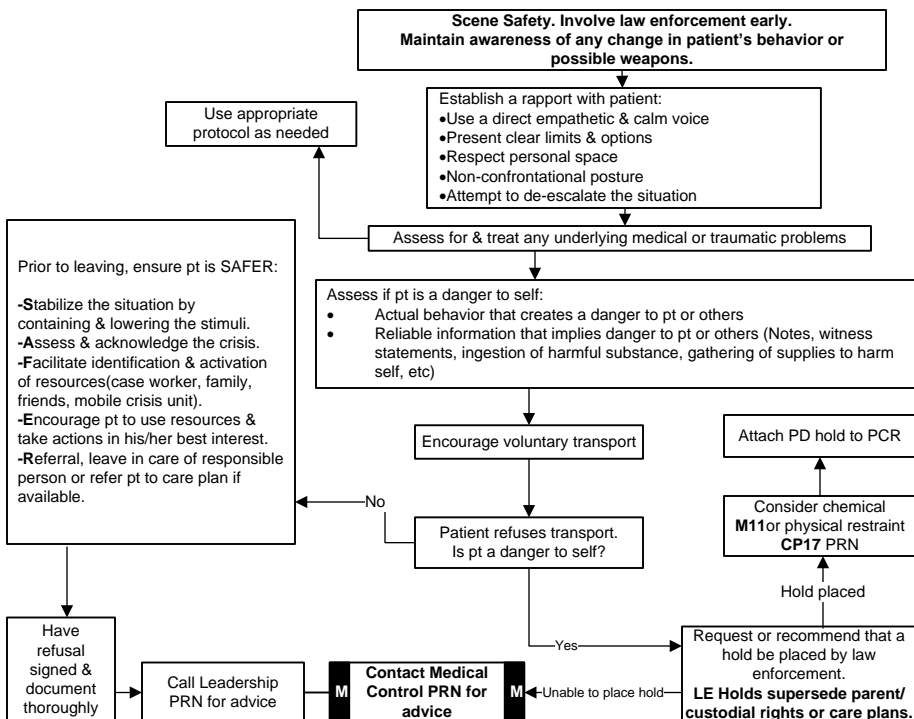 Scene Safety. Involve law enforcement early.
Maintain awareness of any change in patient's behavior or
possible weapons.
Establish a rapport with patient:
•Use a direct empathetic & calm voice
•Present clear limits & options
•Respect personal space
•Non-confrontational posture
•Attempt to de-escalate the situation
Use appropriate
protocol as needed
Assess for & treat any underlying medical or traumatic problems
Assess if pt is a danger to self:
• Actual behavior that creates a danger to pt or others
• Reliable information that implies danger to pt or others (Notes, witness
statements, ingestion of harmful substance, gathering of supplies to harm
self, etc)
Encourage voluntary transport
Patient refuses transport.
Is pt a danger to self?
No
Prior to leaving, ensure pt is SAFER:
-Stabilize the situation by
containing & lowering the stimuli.
-Assess & acknowledge the crisis.
-Facilitate identification & activation
of resources(case worker, family,
friends, mobile crisis unit).
-Encourage pt to use resources &
take actions in his/her best interest.
-Referral, leave in care of responsible
person or refer pt to care plan if
available.
Have
refusal
signed &
document
thoroughly
Call Leadership
PRN for advice
M
Contact Medical
Control PRN for
advice
M
Unable to place hold
Yes
Request or recommend that a
hold be placed by law
enforcement.
LE Holds supersede parent/
custodial rights or care plans.
Hold placed
Consider chemical
M11or physical restraint
CP17 PRN
Attach PD hold to PCR